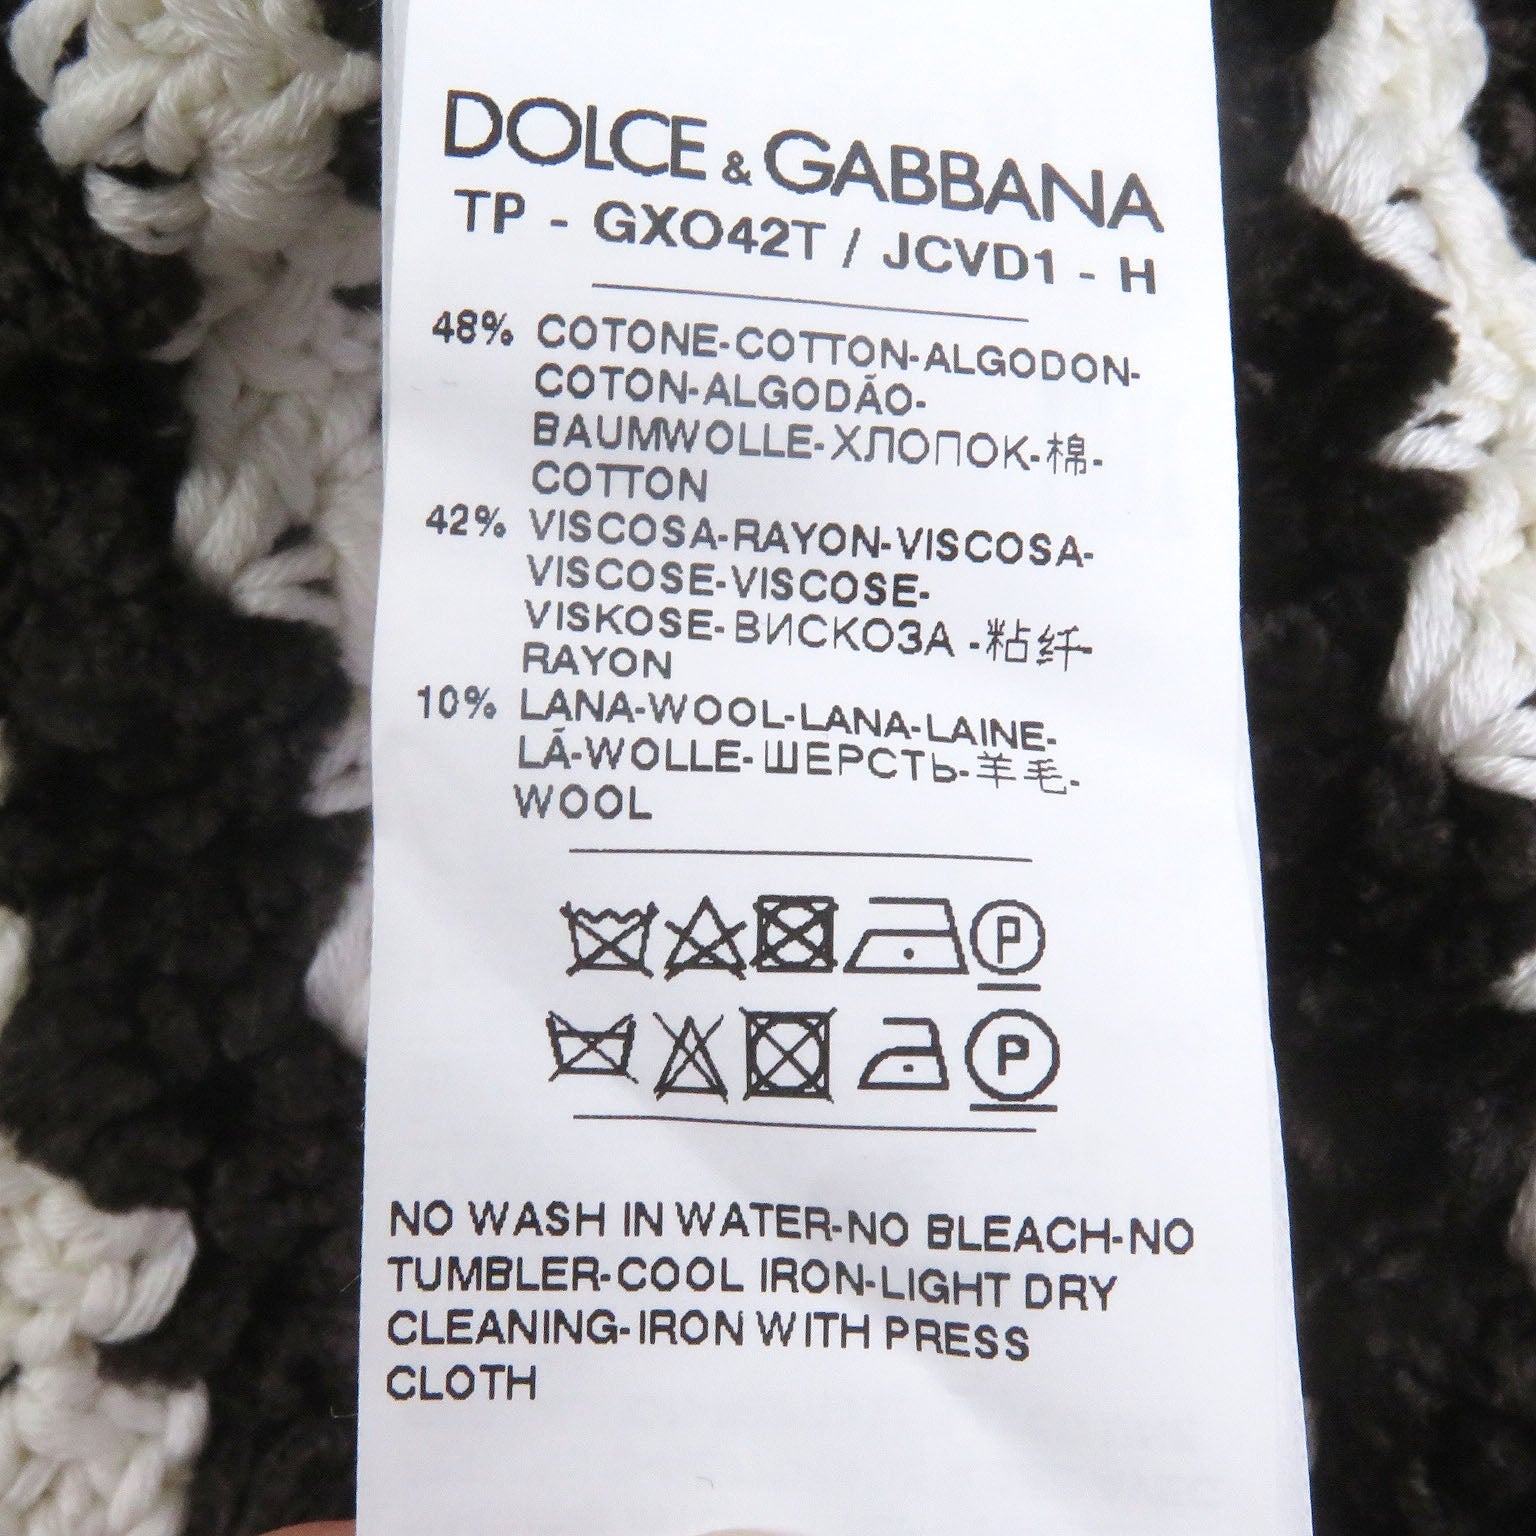 DOLCE & GABBANA
TP - GXO42T / JCVD1 - H
48% COTONE-COTTON-ALGODON-
COTON-ALGODÃO-
BAUMWOLLE-ХЛОПОК-棉-
COTTON
42% VISCOSA-RAYON-VISCOSA-
VISCOSE-VISCOSE-
VISKOSE-ВИСКОЗА -粘纤-
RAYON
10% LANA-WOOL-LANA-LAINE-
LÃ-WOLLE-ШЕРСТЬ-羊毛-
WOOL
P
P
NO WASH IN WATER-NO BLEACH-NO
TUMBLER-COOL IRON-LIGHT DRY
CLEANING-IRON WITH PRESS
CLOTH